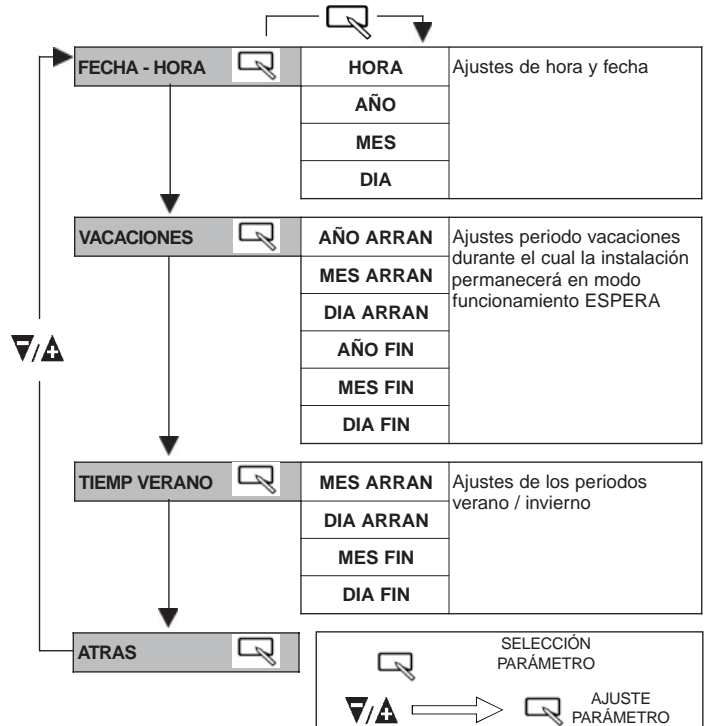 FECHA - HORA
HORA
Ajustes de hora y fecha
AÑO
MES
DIA
VACACIONES
AÑO ARRAN
Ajustes periodo vacaciones
durante el cual la instalación
permanecerá en modo
funcionamiento ESPERA
MES ARRAN
DIA ARRAN
AÑO FIN
MES FIN
DIA FIN
-/+
TIEMP VERANO
MES ARRAN
Ajustes de los periodos
verano / invierno
DIA ARRAN
MES FIN
DIA FIN
ATRAS
SELECCIÓN
PARÁMETRO
-/+
AJUSTE
PARÁMETRO